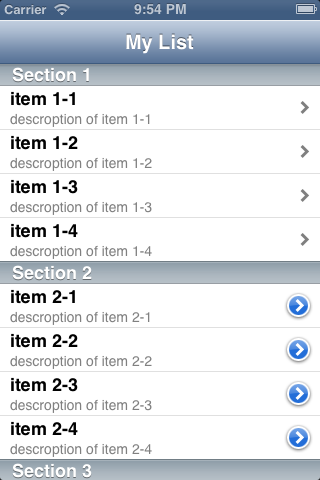 Carrier 9:54 PM
My List
Section 1
item 1-1
descroption of item 1-1
item 1-2
descroption of item 1-2
item 1-3
descroption of item 1-3
item 1-4
descroption of item 1-4
Section 2
item 2-1
descroption of item 2-1
item 2-2
descroption of item 2-2
item 2-3
descroption of item 2-3
item 2-4
descroption of item 2-4
Section 3